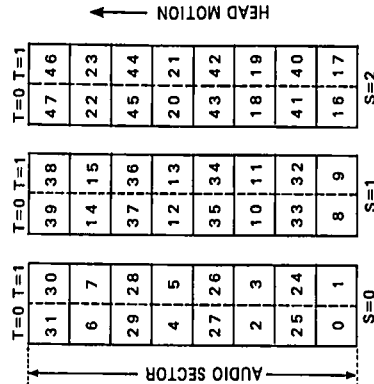 T=0 T=1 T=0 T=1 T=0 T=1
31 30 39 38 47 46
6 7 14 15 22 23
29 28 37 36 45 44
4 5 12 13 20 21
27 26 35 34 43 42
2 3 10 11 18 19
25 24 33 32 41 40
0 1 8 9 16 17
S=0 S=1 S=2
AUDIO SECTOR
HEAD MOTION